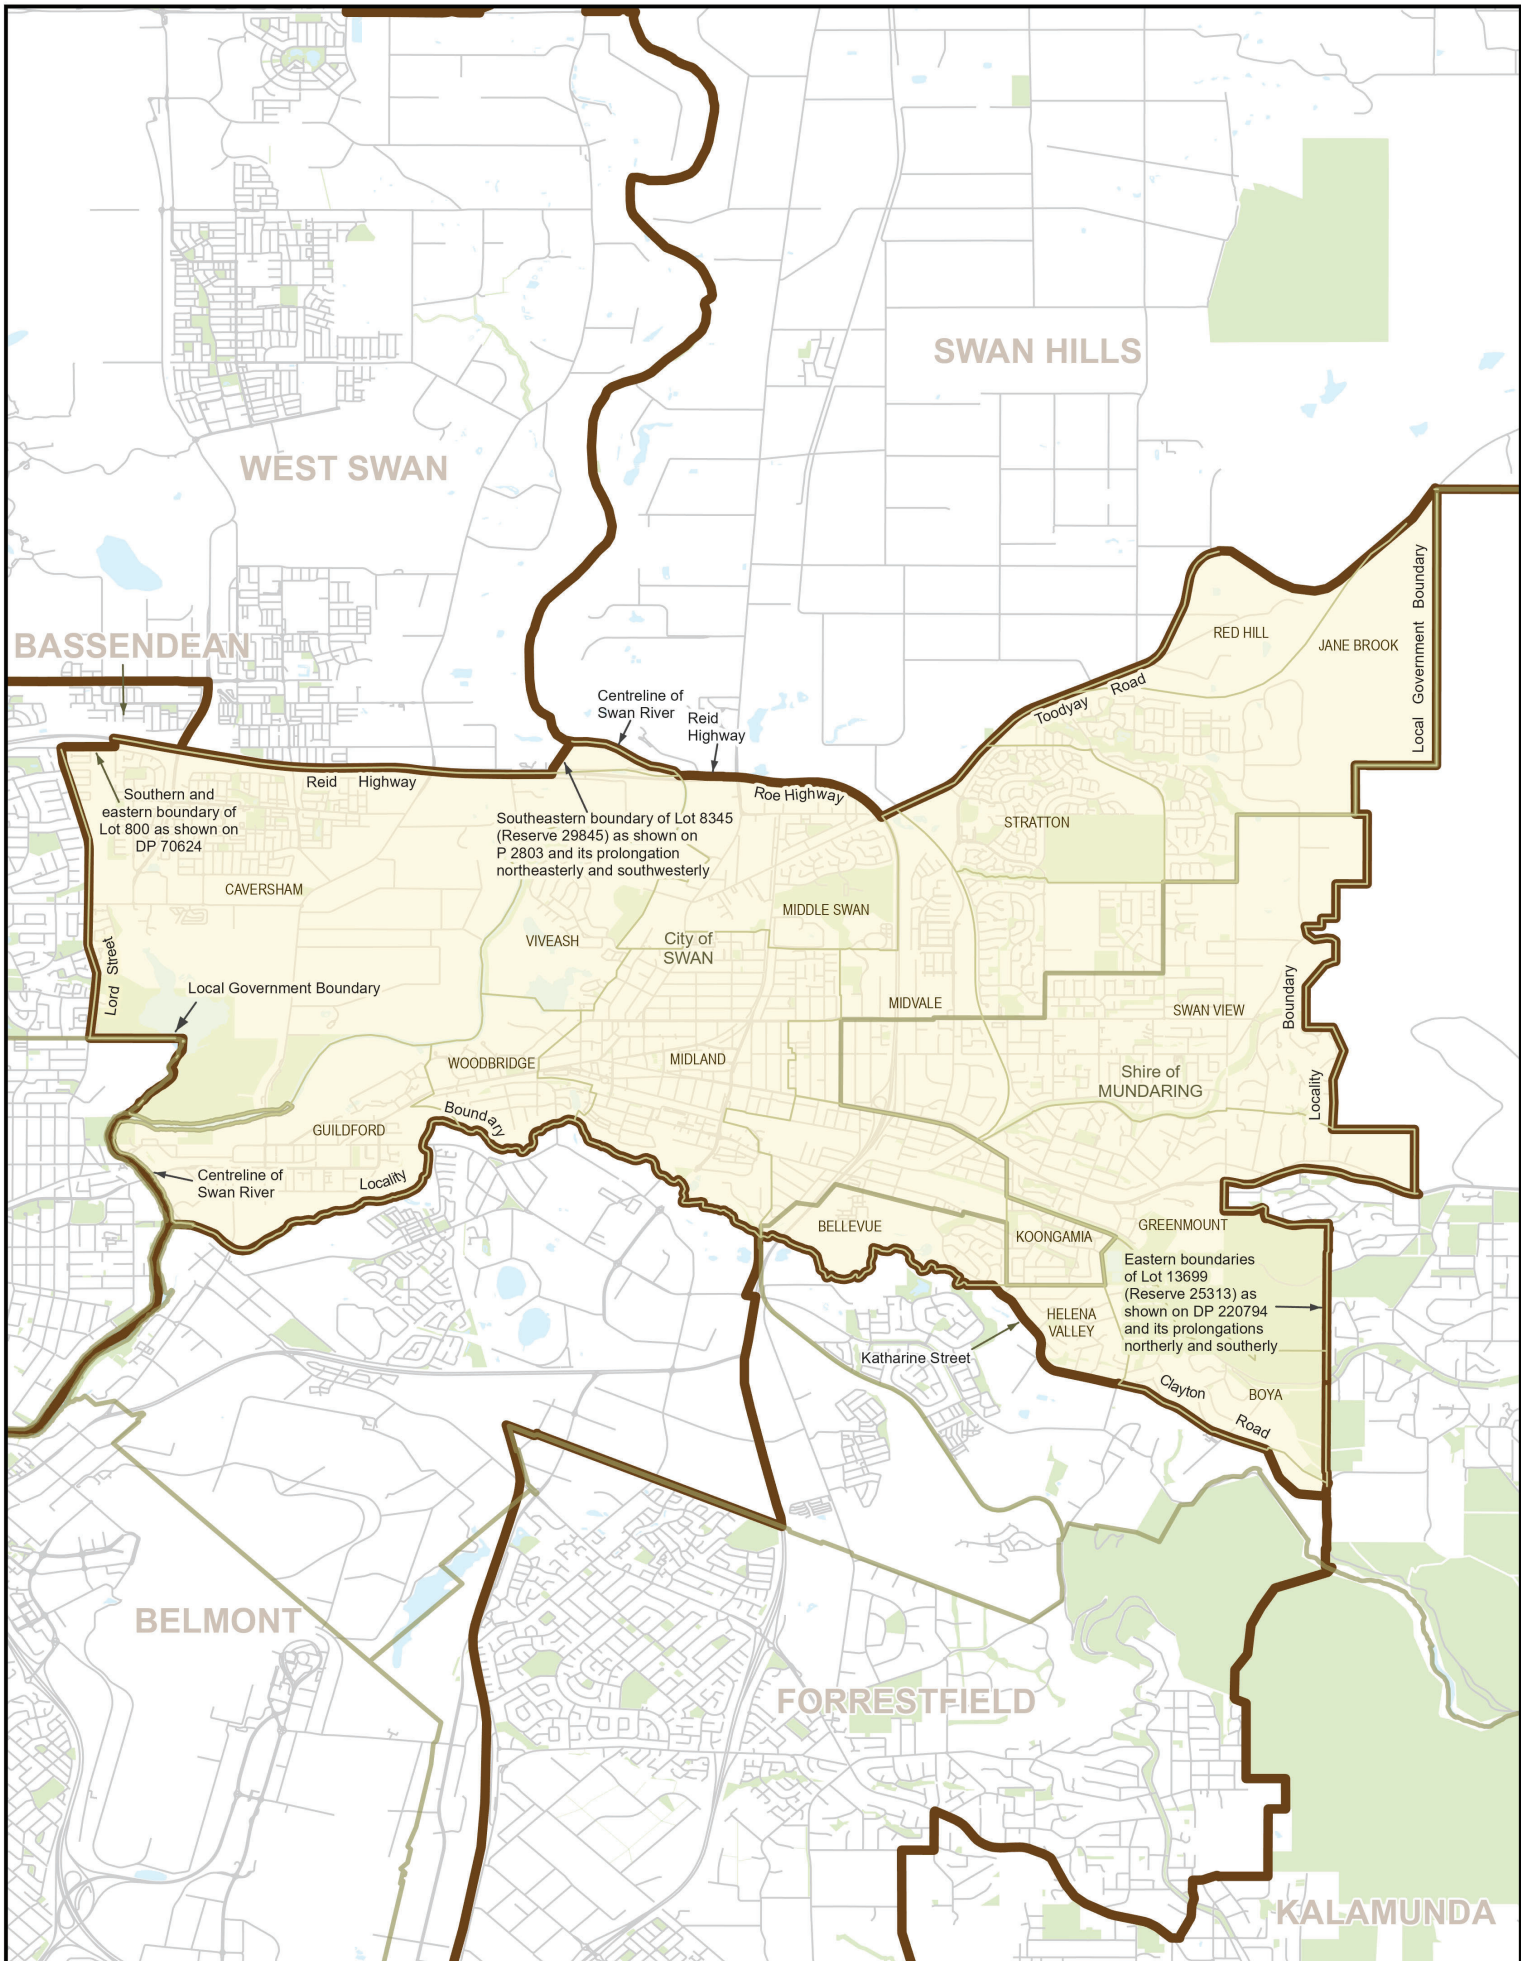 SWAN HILLS
WEST SWAN
BASSENDEAN
RED HILL
JANE BROOK
Local Government Boundary
Toodyay Road
Centreline of
Swan River
Reid
Highway
Reid Highway
Roe Highway
Southern and
eastern boundary of
Lot 800 as shown on
DP 70624
Southeastern boundary of Lot 8345
(Reserve 29845) as shown on
P 2803 and its prolongation
northeasterly and southwesterly
STRATTON
CAVERSHAM
MIDDLE SWAN
VIVEASH
City of
SWAN
Lord Street
Local Government Boundary
MIDVALE
SWAN VIEW
Locality Boundary
WOODBRIDGE
MIDLAND
Shire of
MUNDARING
GUILDFORD
Locality Boundary
Centreline of
Swan River
BELLEVUE
KOONGAMIA
GREENMOUNT
Eastern boundaries
of Lot 13699
(Reserve 25313) as
shown on DP 220794
and its prolongations
northerly and southerly
HELENA
VALLEY
Katharine Street
Clayton Road
BOYA
BELMONT
FORRESTFIELD
KALAMUNDA